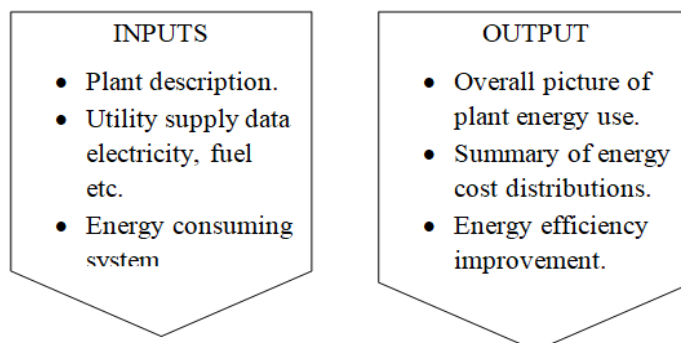 INPUTS
• Plant description.
• Utility supply data
electricity, fuel
etc.
• Energy consuming
system
OUTPUT
• Overall picture of
plant energy use.
• Summary of energy
cost distributions.
• Energy efficiency
improvement.